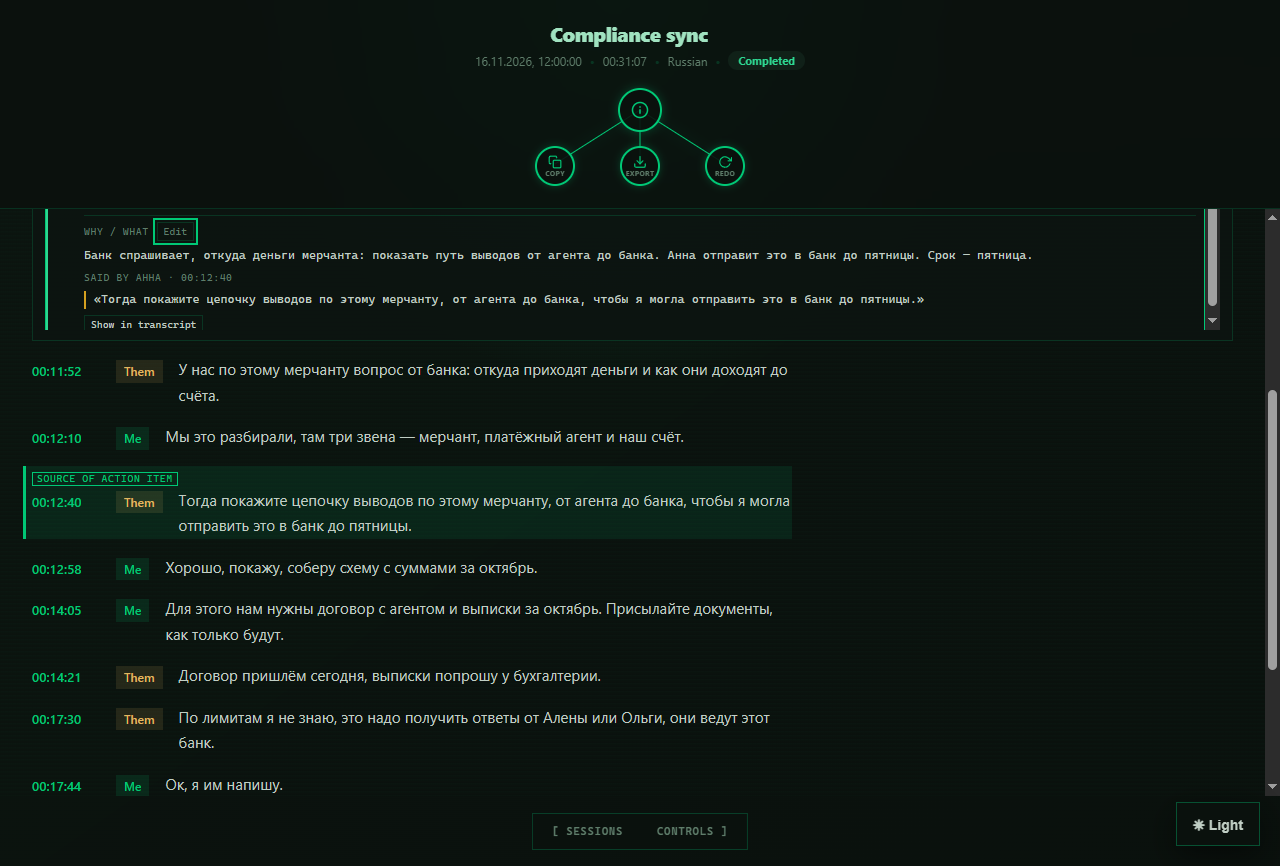 Compliance sync
16.11.2026, 12:00:00 • 00:31:07 • Russian • Completed
COPY
EXPORT
REDO
WHY / WHAT Edit
Банк спрашивает, откуда деньги мерчанта: показать путь выводов от агента до банка. Анна отправит это в банк до пятницы. Срок — пятница.
SAID BY АННА · 00:12:40
«Тогда покажите цепочку выводов по этому мерчанту, от агента до банка, чтобы я могла отправить это в банк до пятницы.»
Show in transcript
00:11:52 Them У нас по этому мерчанту вопрос от банка: откуда приходят деньги и как они доходят до
счёта.
00:12:10 Me Мы это разбирали, там три звена — мерчант, платёжный агент и наш счёт.
SOURCE OF ACTION ITEM
00:12:40 Them Тогда покажите цепочку выводов по этому мерчанту, от агента до банка, чтобы я могла
отправить это в банк до пятницы.
00:12:58 Me Хорошо, покажу, соберу схему с суммами за октябрь.
00:14:05 Me Для этого нам нужны договор с агентом и выписки за октябрь. Присылайте документы,
как только будут.
00:14:21 Them Договор пришлём сегодня, выписки попрошу у бухгалтерии.
00:17:30 Them По лимитам я не знаю, это надо получить ответы от Алены или Ольги, они ведут этот
банк.
00:17:44 Me Ок, я им напишу.
[ SESSIONS CONTROLS ]
Light